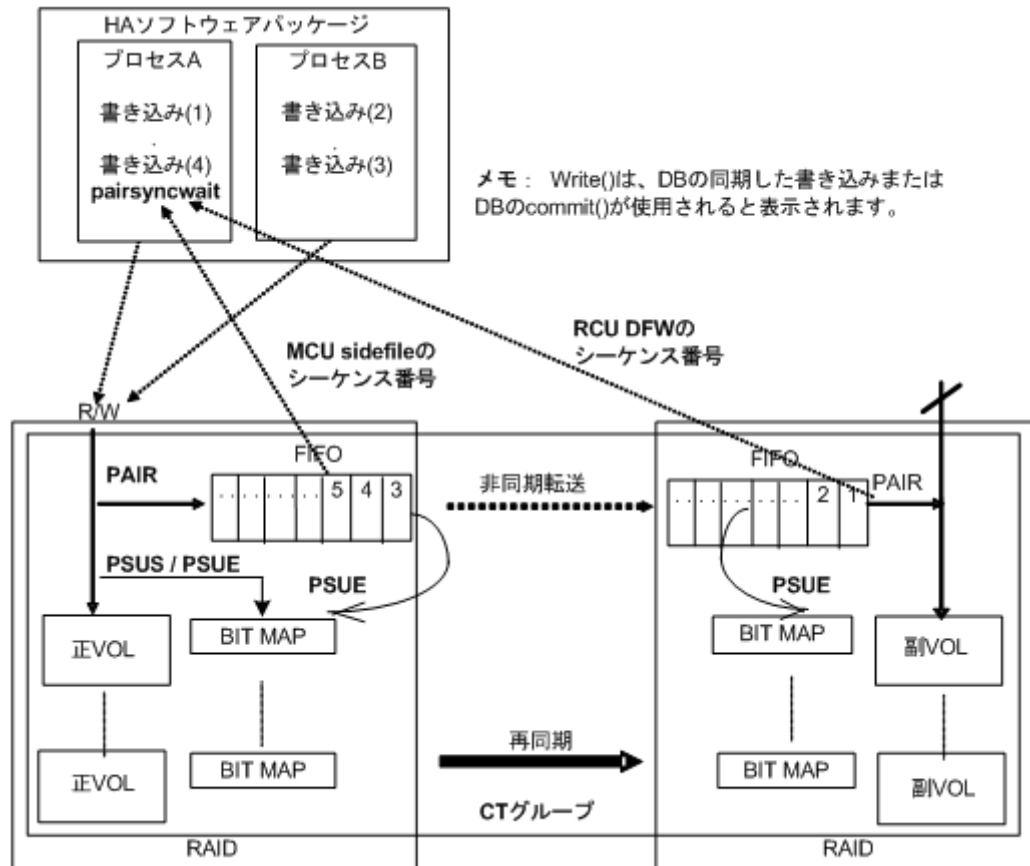 HAソフトウェアパッケージ
プロセスA
書き込み(1)
.
書き込み(4)
pairsyncwait
プロセスB
書き込み(2)
.
書き込み(3)
メモ： Write()は、DBの同期した書き込みまたは
DBのcommit()が使用されると表示されます。
MCU sidefileの
シーケンス番号
RCU DFWの
シーケンス番号
R/W
FIFO
PAIR
5 4 3
非同期転送
FIFO
2 1
PAIR
PSUS / PSUE
PSUE
PSUE
正VOL
BIT MAP
BIT MAP
副VOL
再同期
正VOL
BIT MAP
BIT MAP
副VOL
CTグループ
RAID
RAID